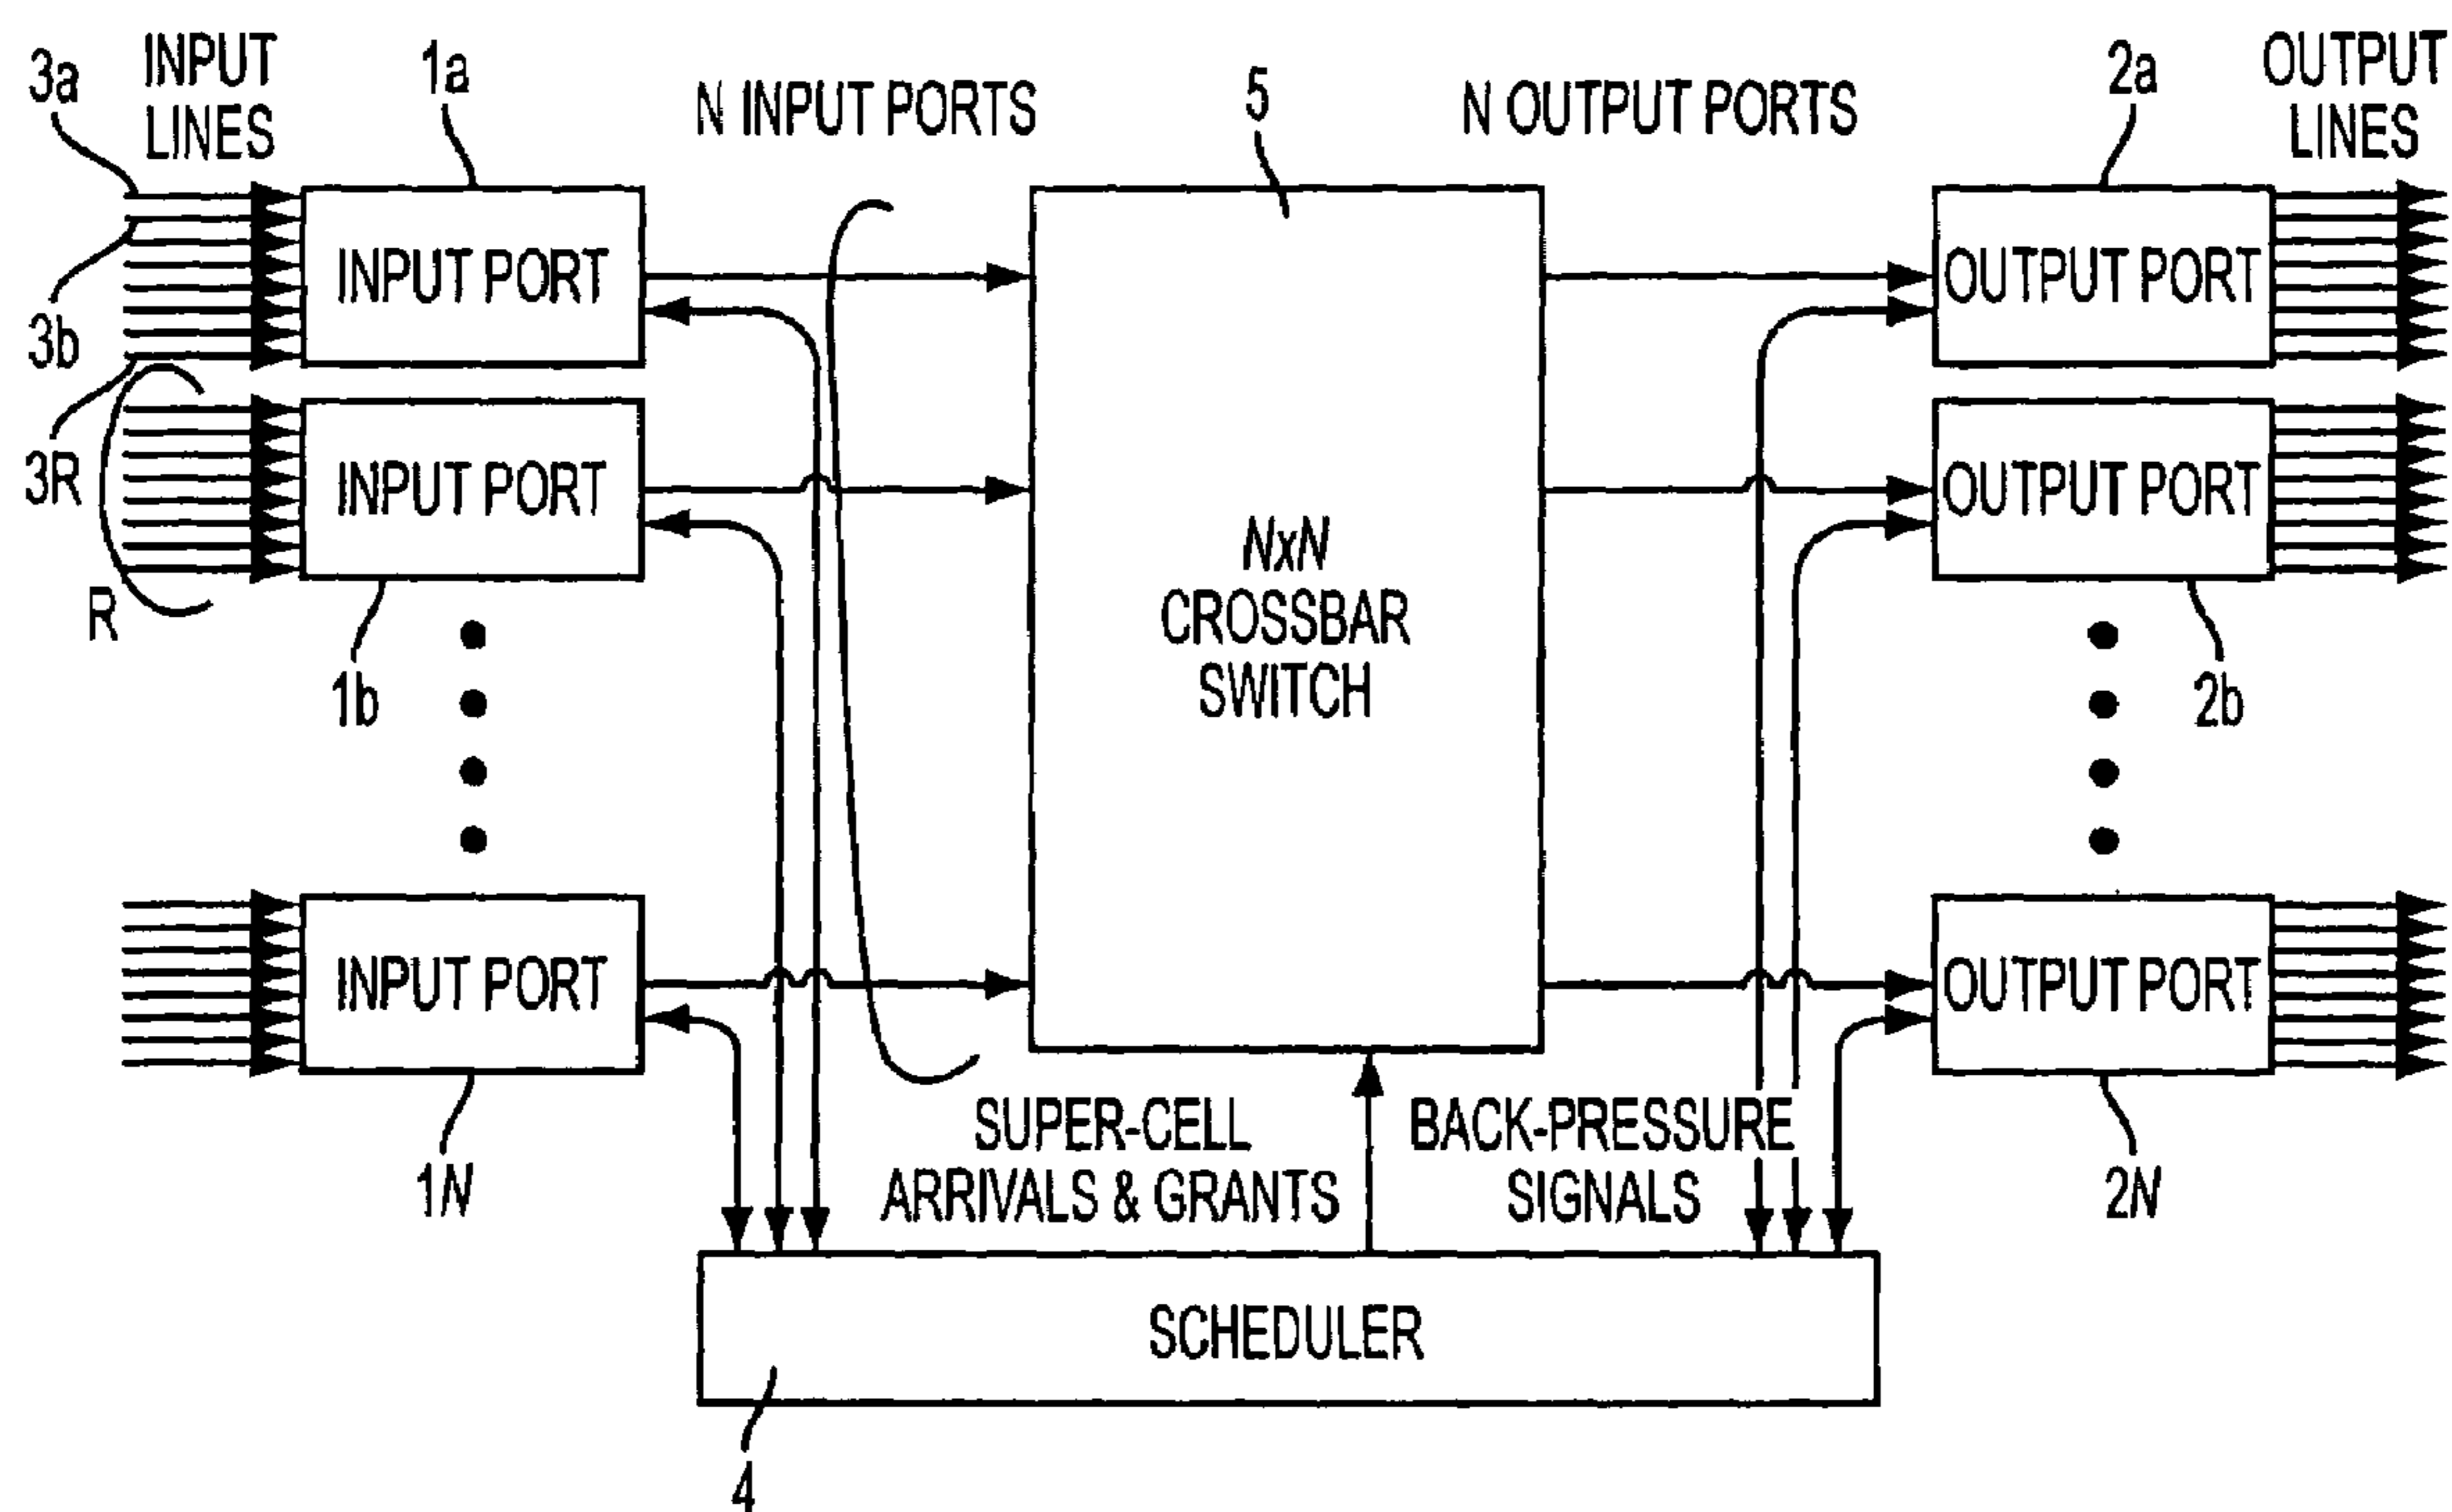 3a
INPUT
LINES
1a
N INPUT PORTS
5
N OUTPUT PORTS
2a
OUTPUT
LINES
INPUT PORT
OUTPUT PORT
3b
3R
INPUT PORT
OUTPUT PORT
NxN
CROSSBAR
SWITCH
R
1b
2b
INPUT PORT
OUTPUT PORT
1N
SUPER-CELL
ARRIVALS & GRANTS
BACK-PRESSURE
SIGNALS
2N
SCHEDULER
4